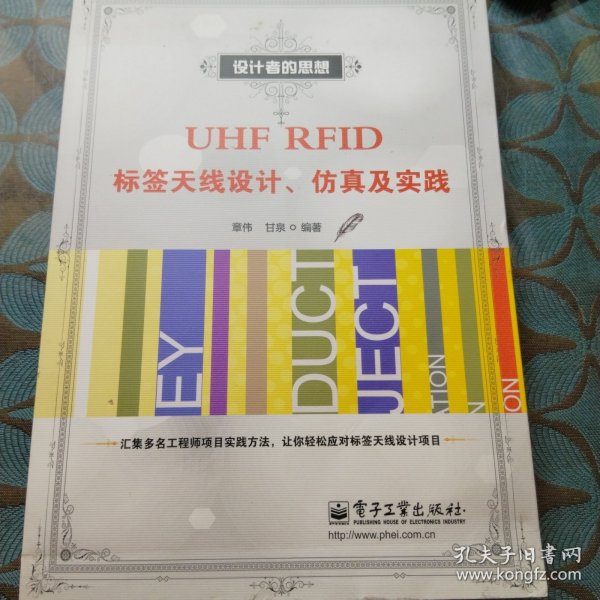 设计者的思想
UHF RFID
标签天线设计、仿真及实践
章伟 甘泉 编著
EY
DUCT
JECT
ATION
ON
ON
汇集多名工程师项目实践方法，让你轻松应对标签天线设计项目
電子工業出版社
PUBLISHING HOUSE OF ELECTRONICS INDUSTRY
http://www.phei.com.cn
孔夫子旧書网
www.kongfz.com